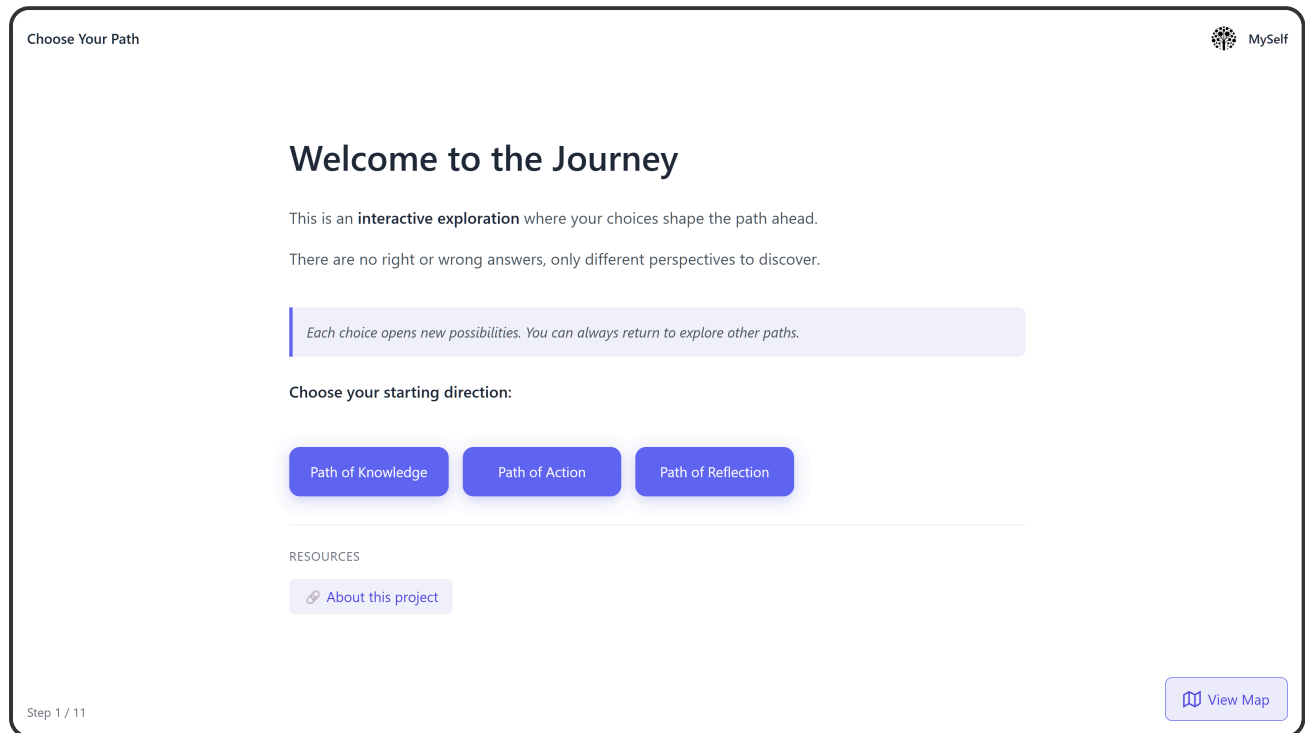 Choose Your Path
MySelf
Welcome to the Journey
This is an interactive exploration where your choices shape the path ahead.
There are no right or wrong answers, only different perspectives to discover.
Each choice opens new possibilities. You can always return to explore other paths.
Choose your starting direction:
Path of Knowledge
Path of Action
Path of Reflection
RESOURCES
About this project
Step 1 / 11
View Map